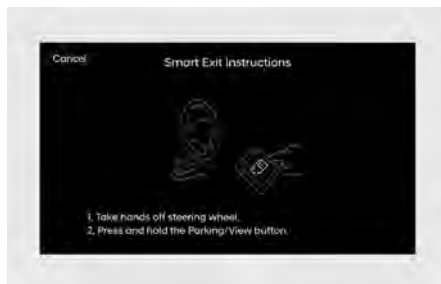 Cancel
Smart Exit Instructions
1. Take hands off steering wheel.
2. Press and hold the Parking/View button.